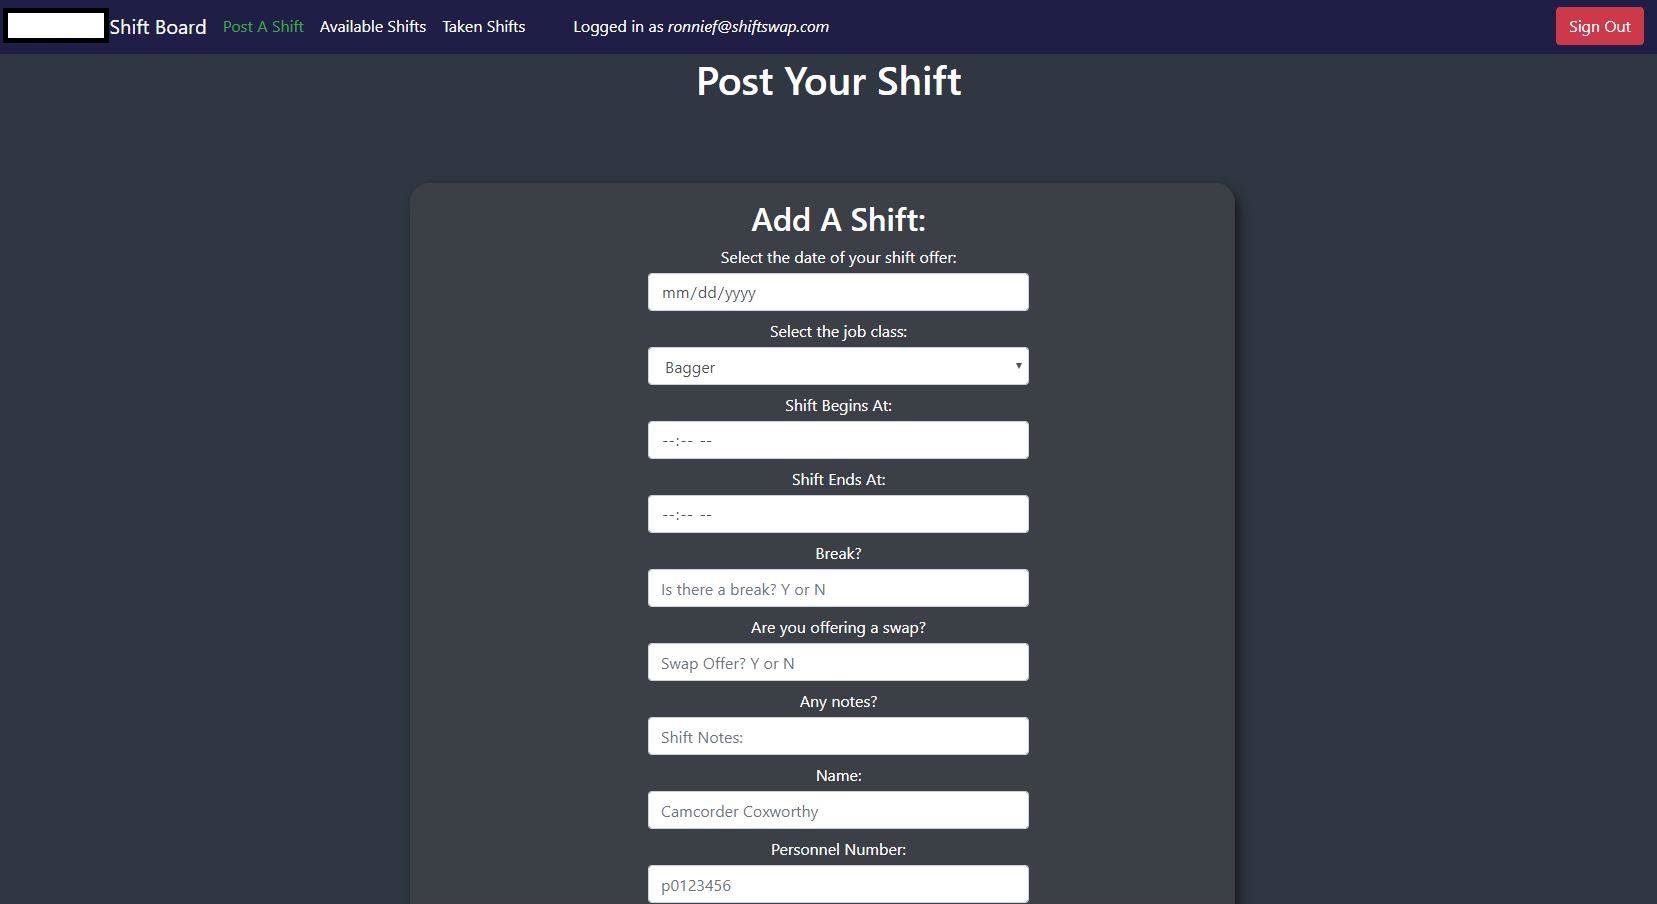 Shift Board Post A Shift Available Shifts Taken Shifts Logged in as ronnief@shiftswap.com Sign Out
Post Your Shift
Add A Shift:
Select the date of your shift offer:
mm/dd/yyyy
Select the job class:
Bagger
Shift Begins At:
--:-- --
Shift Ends At:
--:-- --
Break?
Is there a break? Y or N
Are you offering a swap?
Swap Offer? Y or N
Any notes?
Shift Notes:
Name:
Camcorder Coxworthy
Personnel Number:
p0123456